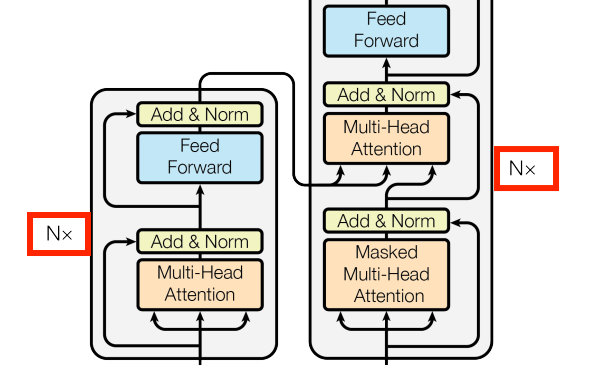 Add & Norm
Feed
Forward
N×
Add & Norm
Multi-Head
Attention
Feed
Forward
Add & Norm
Multi-Head
Attention
N×
Add & Norm
Masked
Multi-Head
Attention